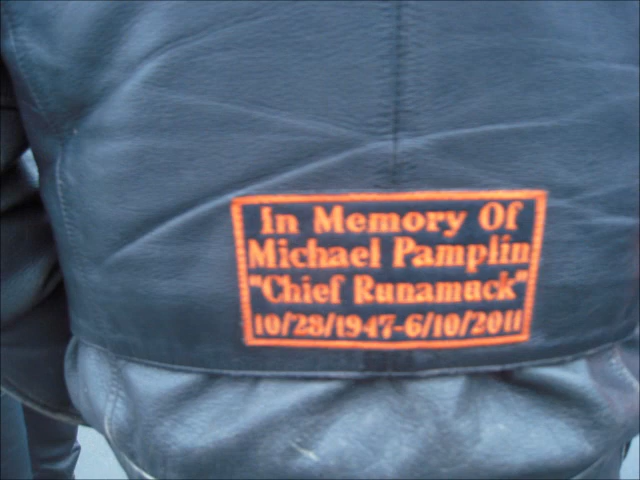 In Memory Of
Michael Pamplin
"Chief Runamuck"
10/28/1947-6/10/2011